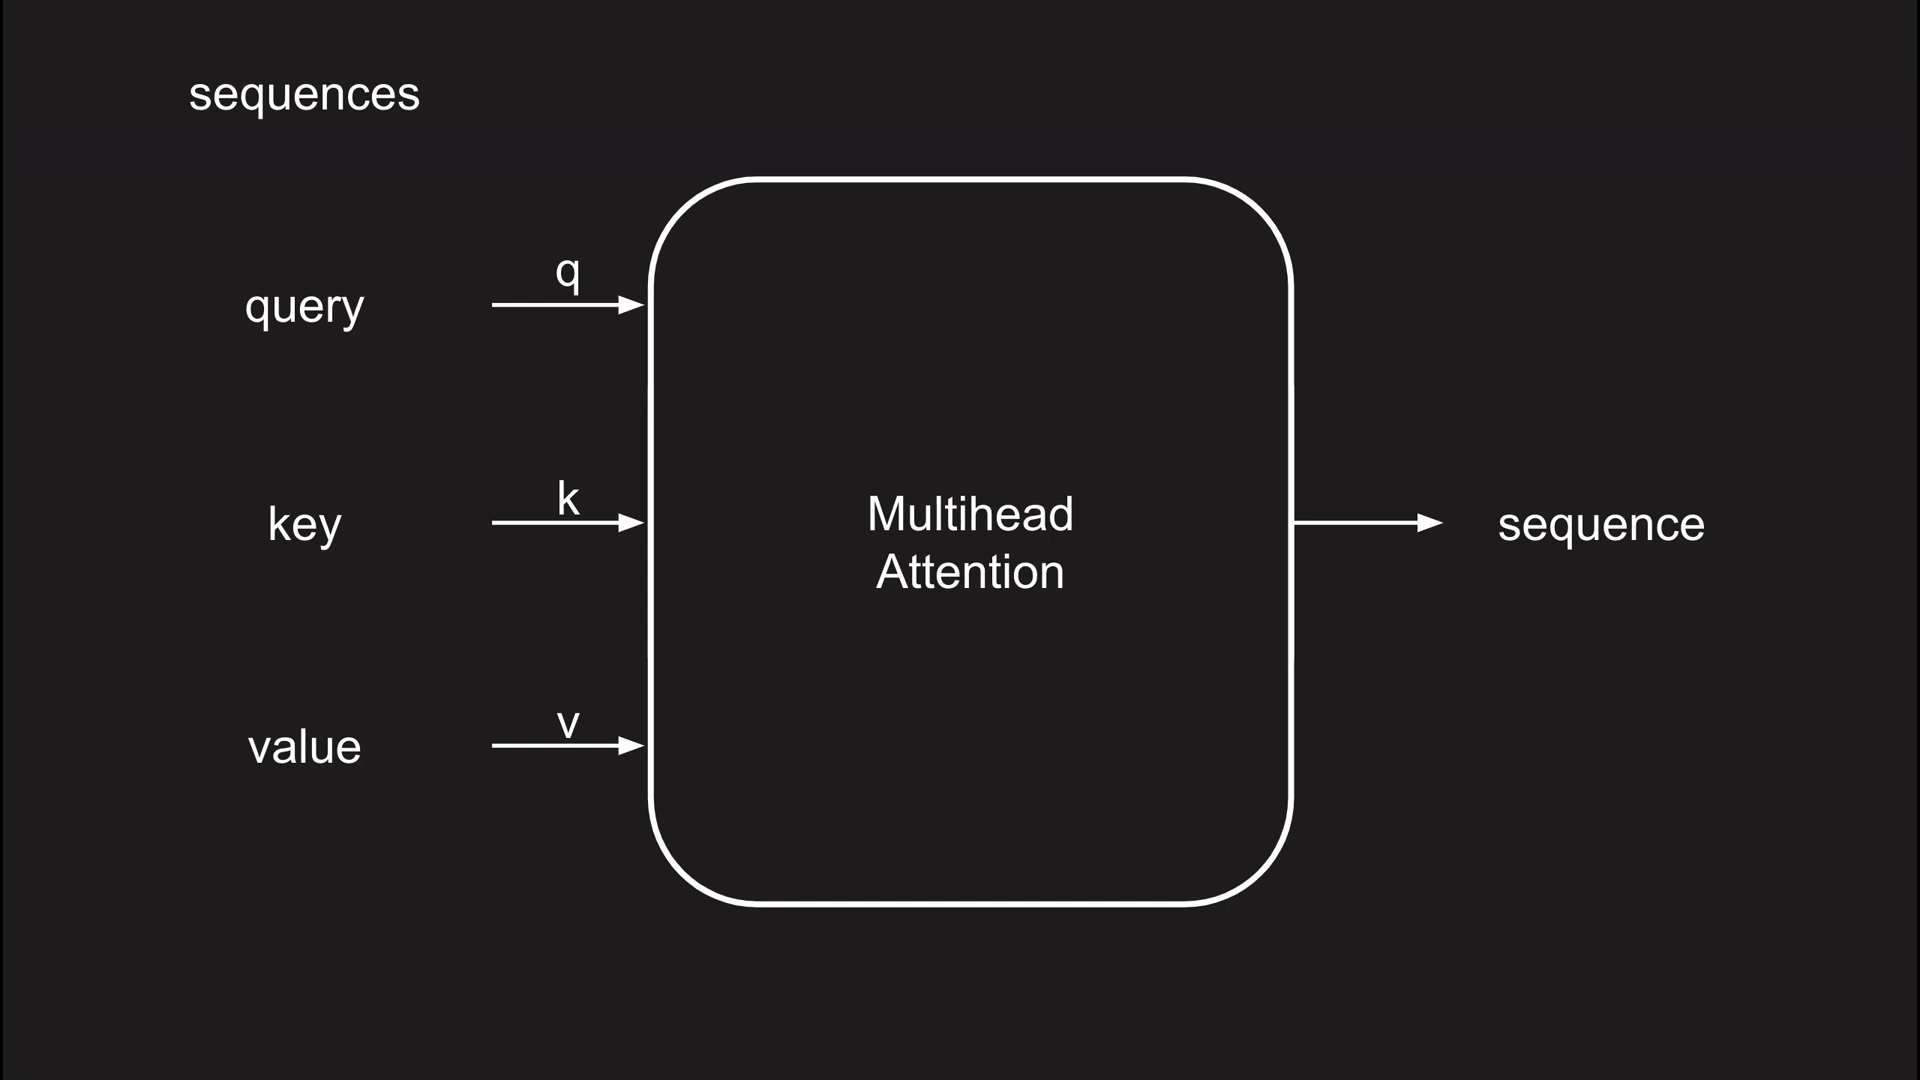 sequences
query
q
key
k
value
v
Multihead
Attention
sequence